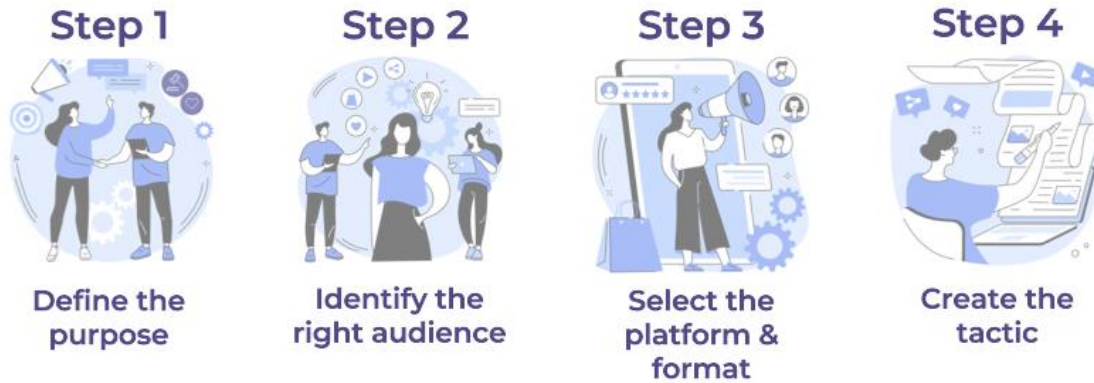 Step 1
Step 2
Step 3
Step 4
Define the
purpose
Identify the
right audience
Select the
platform &
format
Create the
tactic